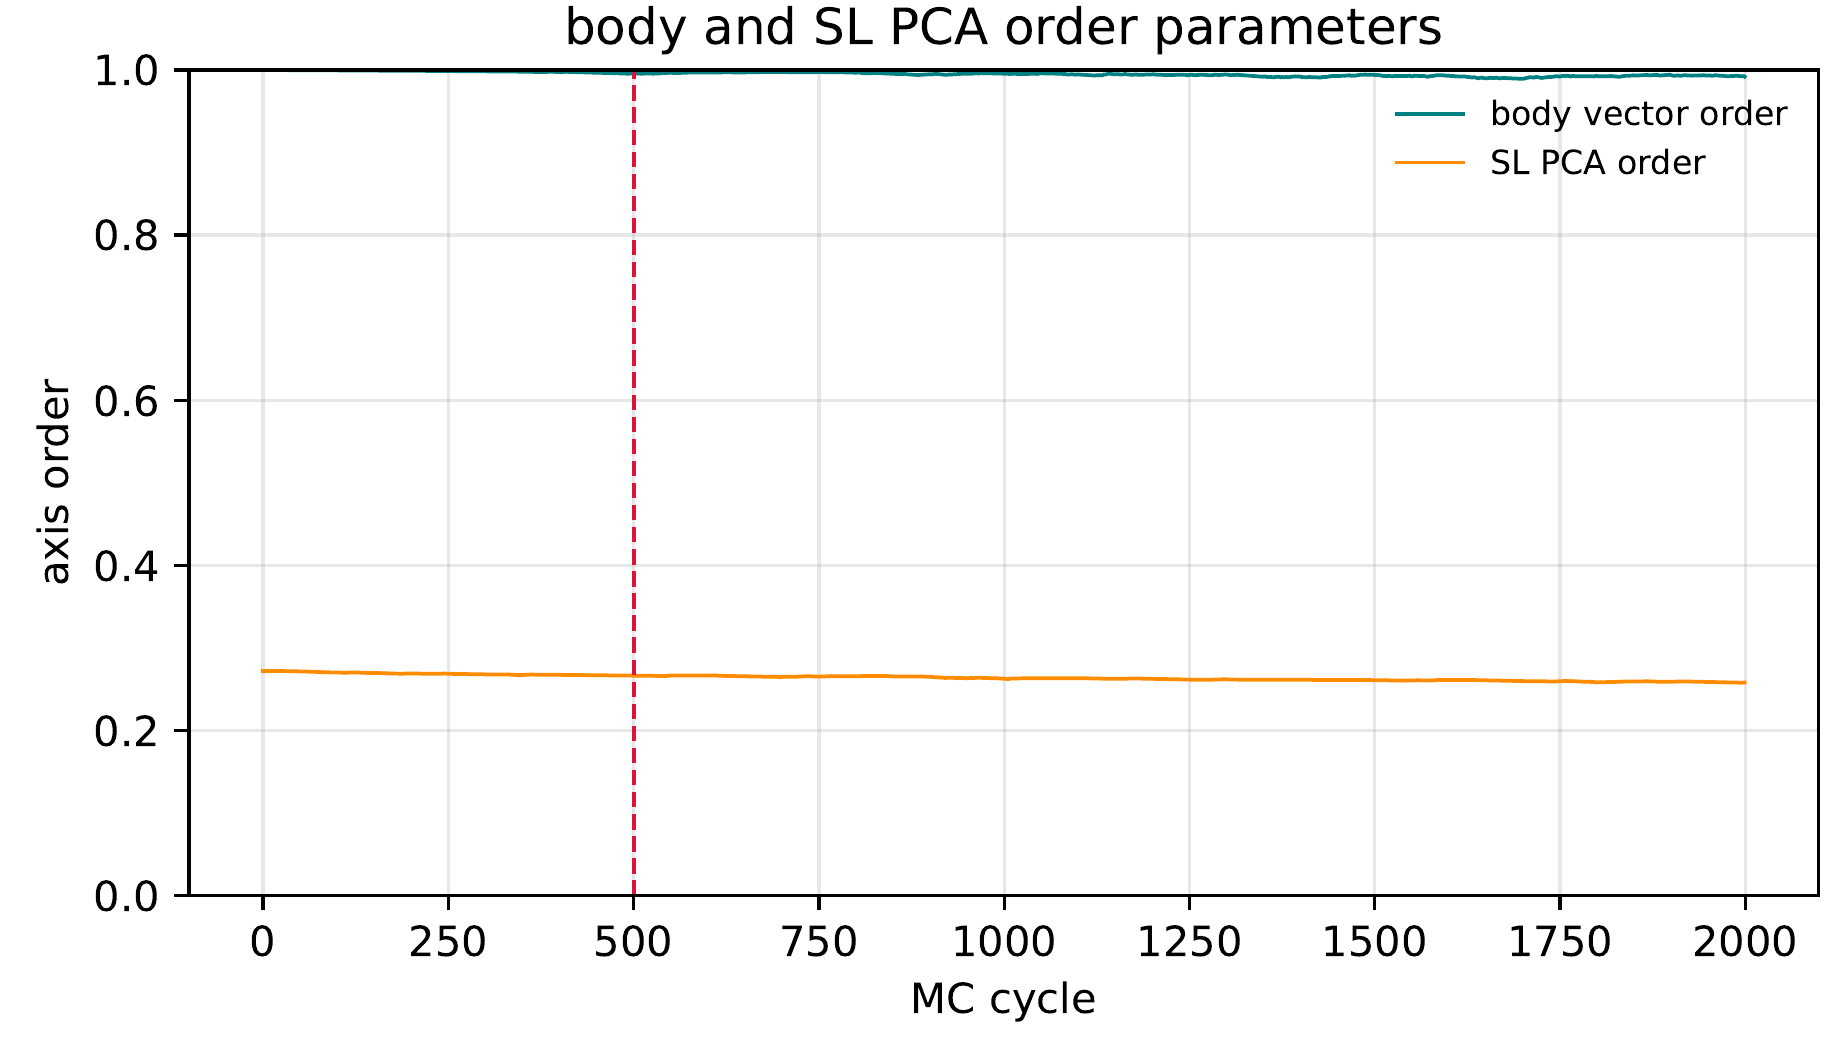 body and SL PCA order parameters
1.0
0.8
0.6
0.4
0.2
0.0
axis order
body vector order
SL PCA order
0 250 500 750 1000 1250 1500 1750 2000
MC cycle